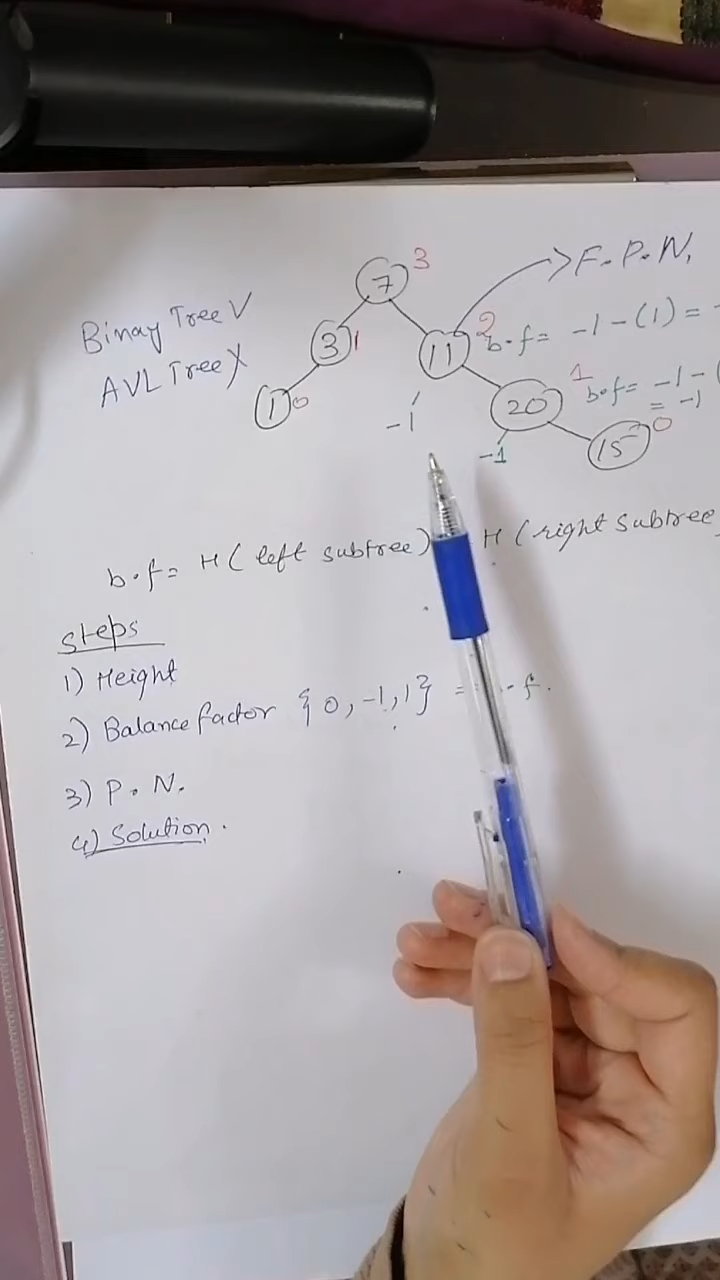 7 3
F.P.N.
Binay Tree ✓
3 1
11 2 b.f= -1-(1) = -
AVL Tree X
1 0
-1
20 1 b.f= -1-(
= -1
-1
15 0
b.f= H(left subtree) H(right subtree
steps
1) Height
2) Balance factor {0,-1,1} = .f.
3) P.N.
4) Solution.